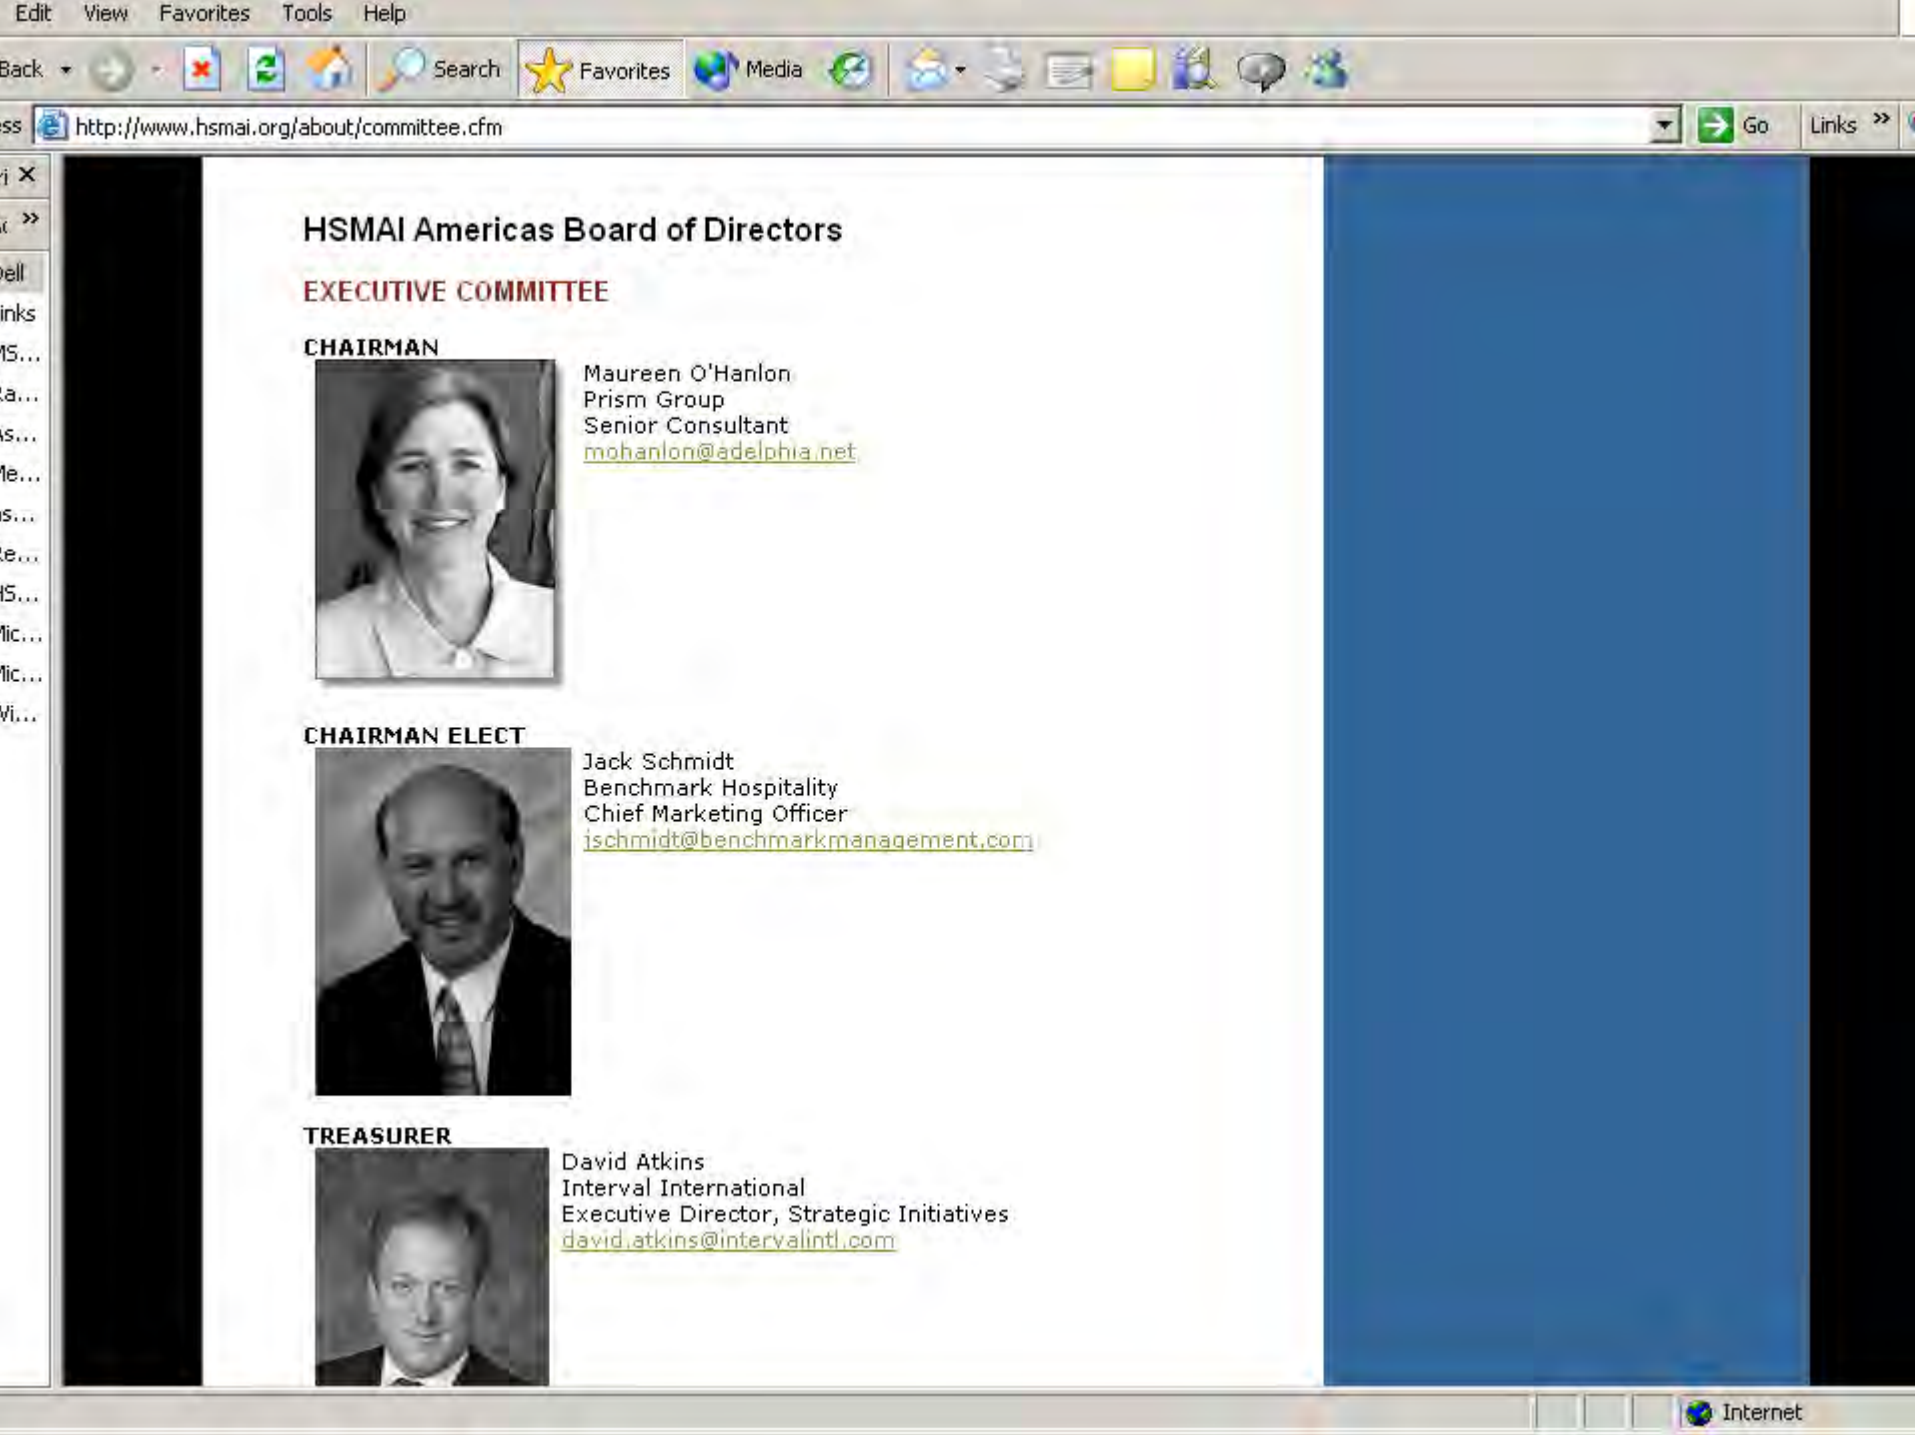 Edit View Favorites Tools Help
Back Search Favorites Media
http://www.hsmai.org/about/committee.cfm Go Links
HSMAI Americas Board of Directors
EXECUTIVE COMMITTEE
CHAIRMAN
Maureen O'Hanlon
Prism Group
Senior Consultant
mohanlon@adelphia.net
CHAIRMAN ELECT
Jack Schmidt
Benchmark Hospitality
Chief Marketing Officer
jschmidt@benchmarkmanagement.com
TREASURER
David Atkins
Interval International
Executive Director, Strategic Initiatives
david.atkins@intervalintl.com
Internet